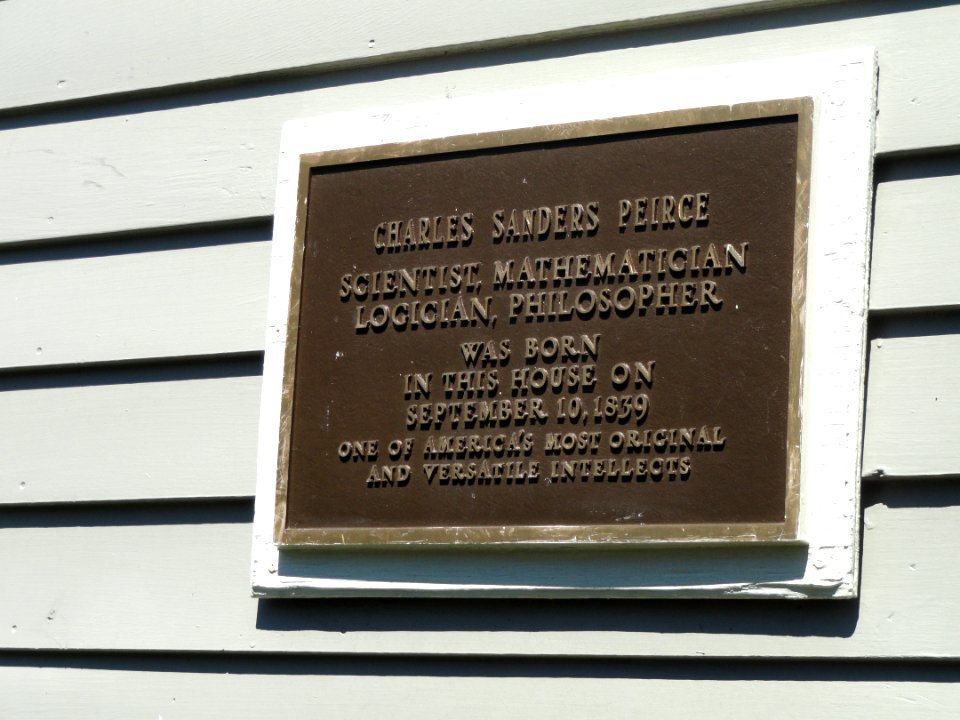 CHARLES SANDERS PEIRCE
SCIENTIST, MATHEMATICIAN
LOGICIAN, PHILOSOPHER
WAS BORN
IN THIS HOUSE ON
SEPTEMBER 10, 1839
ONE OF AMERICA'S MOST ORIGINAL
AND VERSATILE INTELLECTS